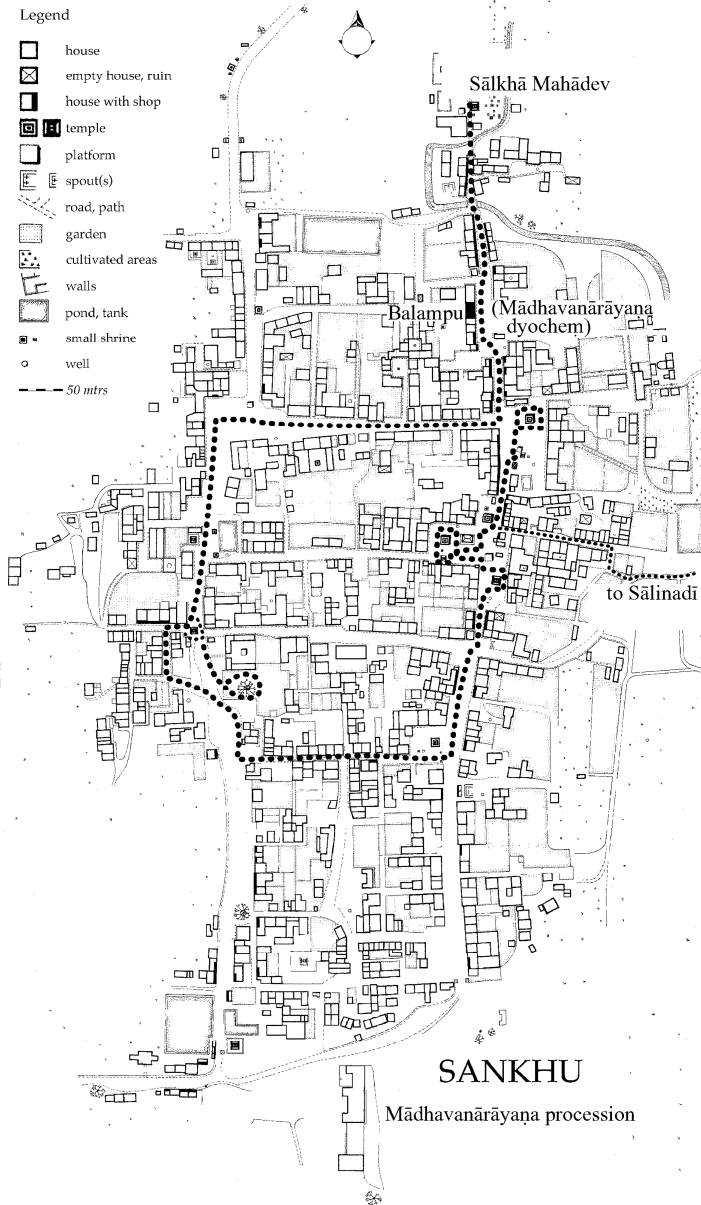 Legend
house
empty house, ruin
house with shop
temple
platform
spout(s)
road, path
garden
cultivated areas
walls
pond, tank
small shrine
well
50 mtrs
Sālkhā Mahādev
Balampu
(Mādhavanārāyaṇa
dyochem)
to Sālinadī
SANKHU
Mādhavanārāyaṇa procession